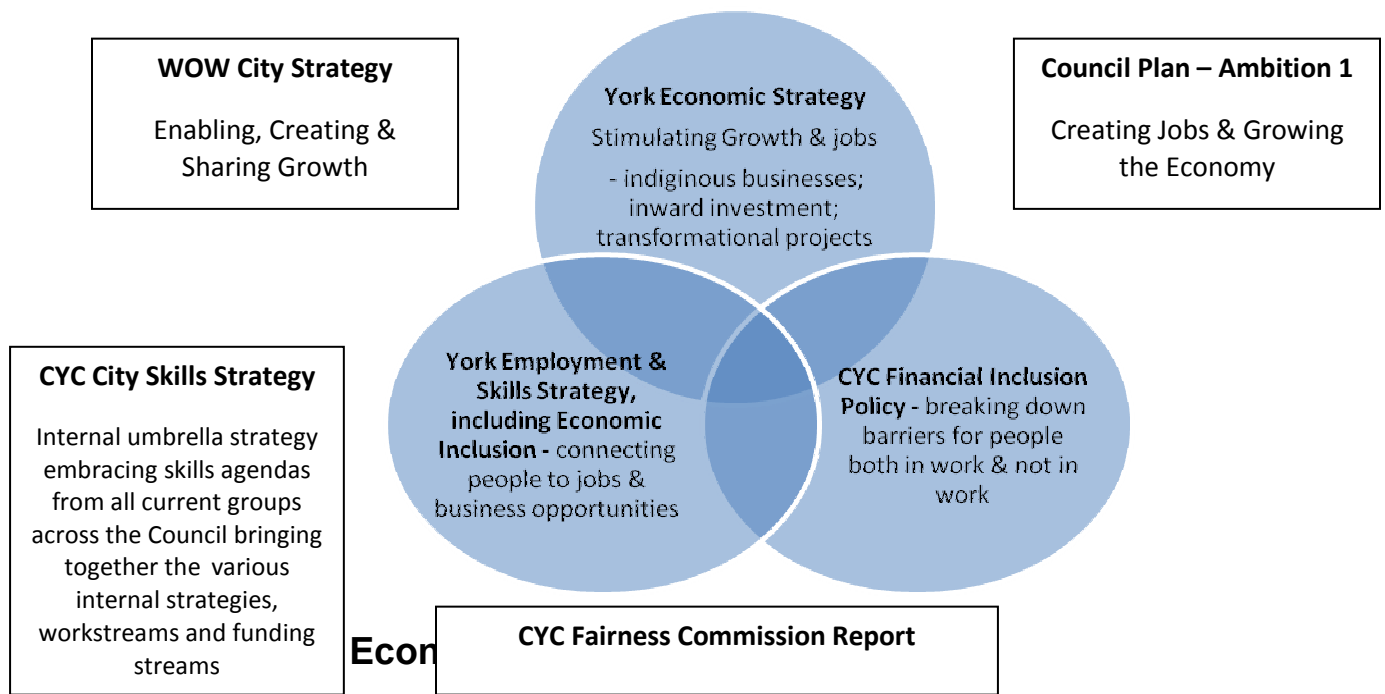 WOW City Strategy
Enabling, Creating &
Sharing Growth
York Economic Strategy
Stimulating Growth & jobs
- indiginous businesses;
inward investment;
transformational projects
Council Plan – Ambition 1
Creating Jobs & Growing
the Economy
CYC City Skills Strategy
Internal umbrella strategy
embracing skills agendas
from all current groups
across the Council bringing
together the various
internal strategies,
workstreams and funding
streams
York Employment &
Skills Strategy,
including Economic
Inclusion - connecting
people to jobs &
business opportunities
CYC Financial Inclusion
Policy - breaking down
barriers for people
both in work & not in
work
CYC Fairness Commission Report